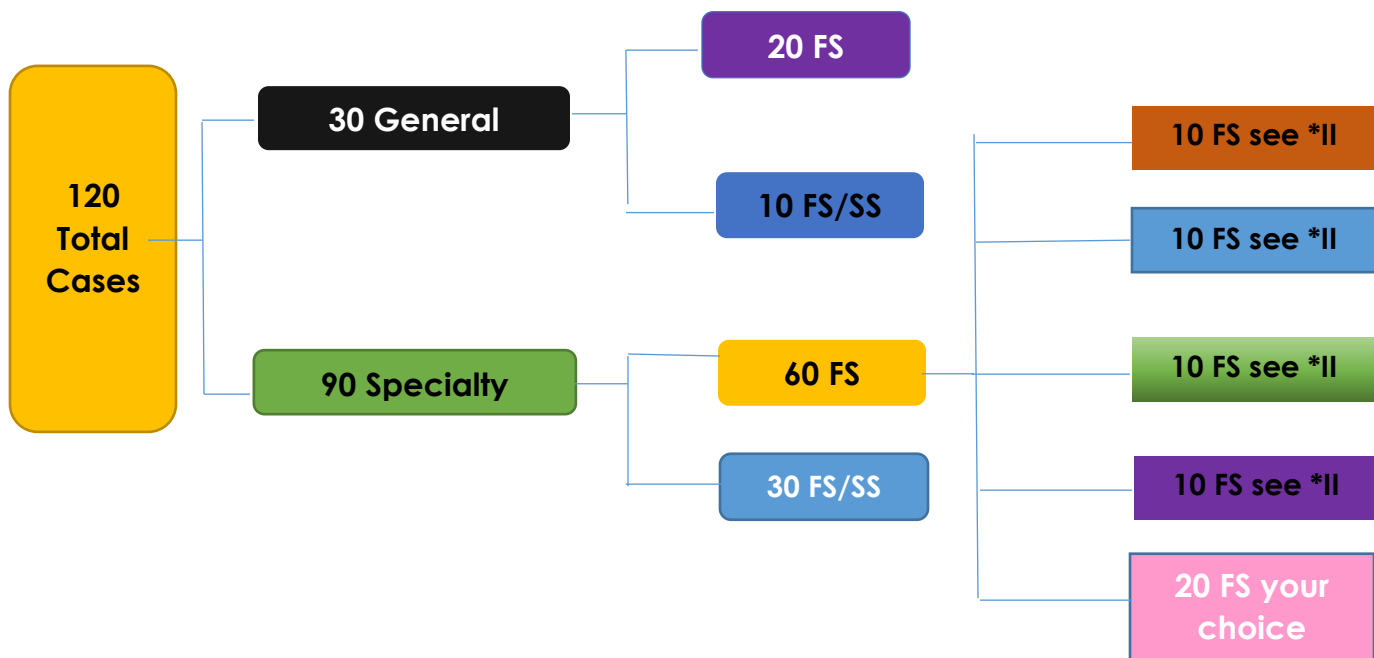 120
Total
Cases
30 General
20 FS
10 FS/SS
90 Specialty
60 FS
30 FS/SS
10 FS see *II
10 FS see *II
10 FS see *II
10 FS see *II
20 FS your
choice